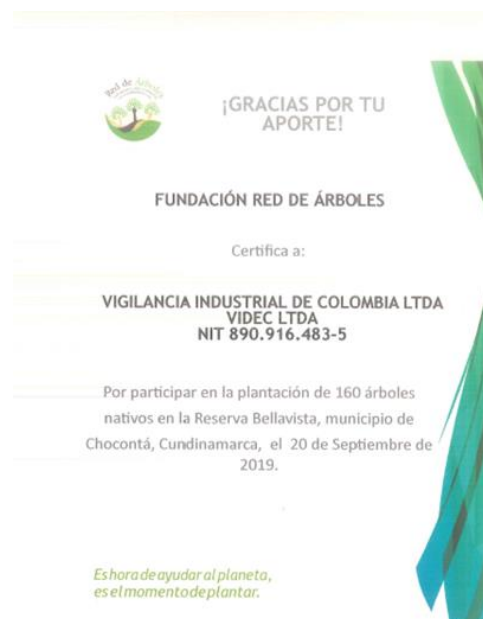 Red de Árboles
¡GRACIAS POR TU
APORTE!
FUNDACIÓN RED DE ÁRBOLES
Certifica a:
VIGILANCIA INDUSTRIAL DE COLOMBIA LTDA
VIDEC LTDA
NIT 890.916.483-5
Por participar en la plantación de 160 árboles
nativos en la Reserva Bellavista, municipio de
Chocontá, Cundinamarca, el 20 de Septiembre de
2019.
Es hora de ayudar al planeta,
es el momento de plantar.